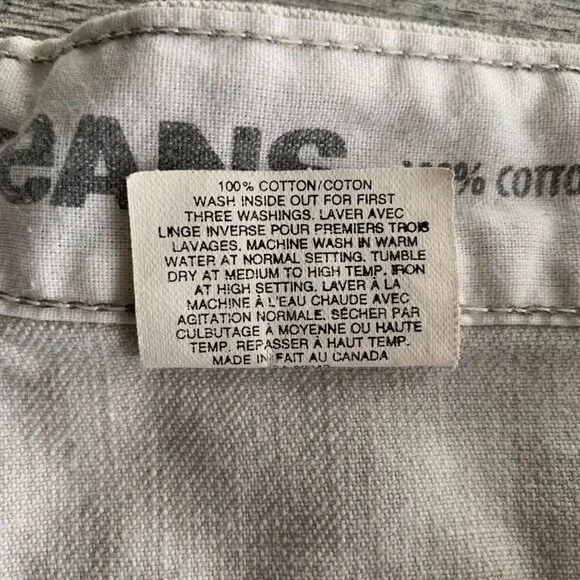 eANS
100% COTTO
100% COTTON/COTON
WASH INSIDE OUT FOR FIRST
THREE WASHINGS. LAVER AVEC
LINGE INVERSE POUR PREMIERS TROIS
LAVAGES. MACHINE WASH IN WARM
WATER AT NORMAL SETTING. TUMBLE
DRY AT MEDIUM TO HIGH TEMP. IRON
AT HIGH SETTING. LAVER À LA
MACHINE À L'EAU CHAUDE AVEC
AGITATION NORMALE. SÉCHER PAR
CULBUTAGE À MOYENNE OU HAUTE
TEMP. REPASSER À HAUT TEMP.
MADE IN/FAIT AU CANADA